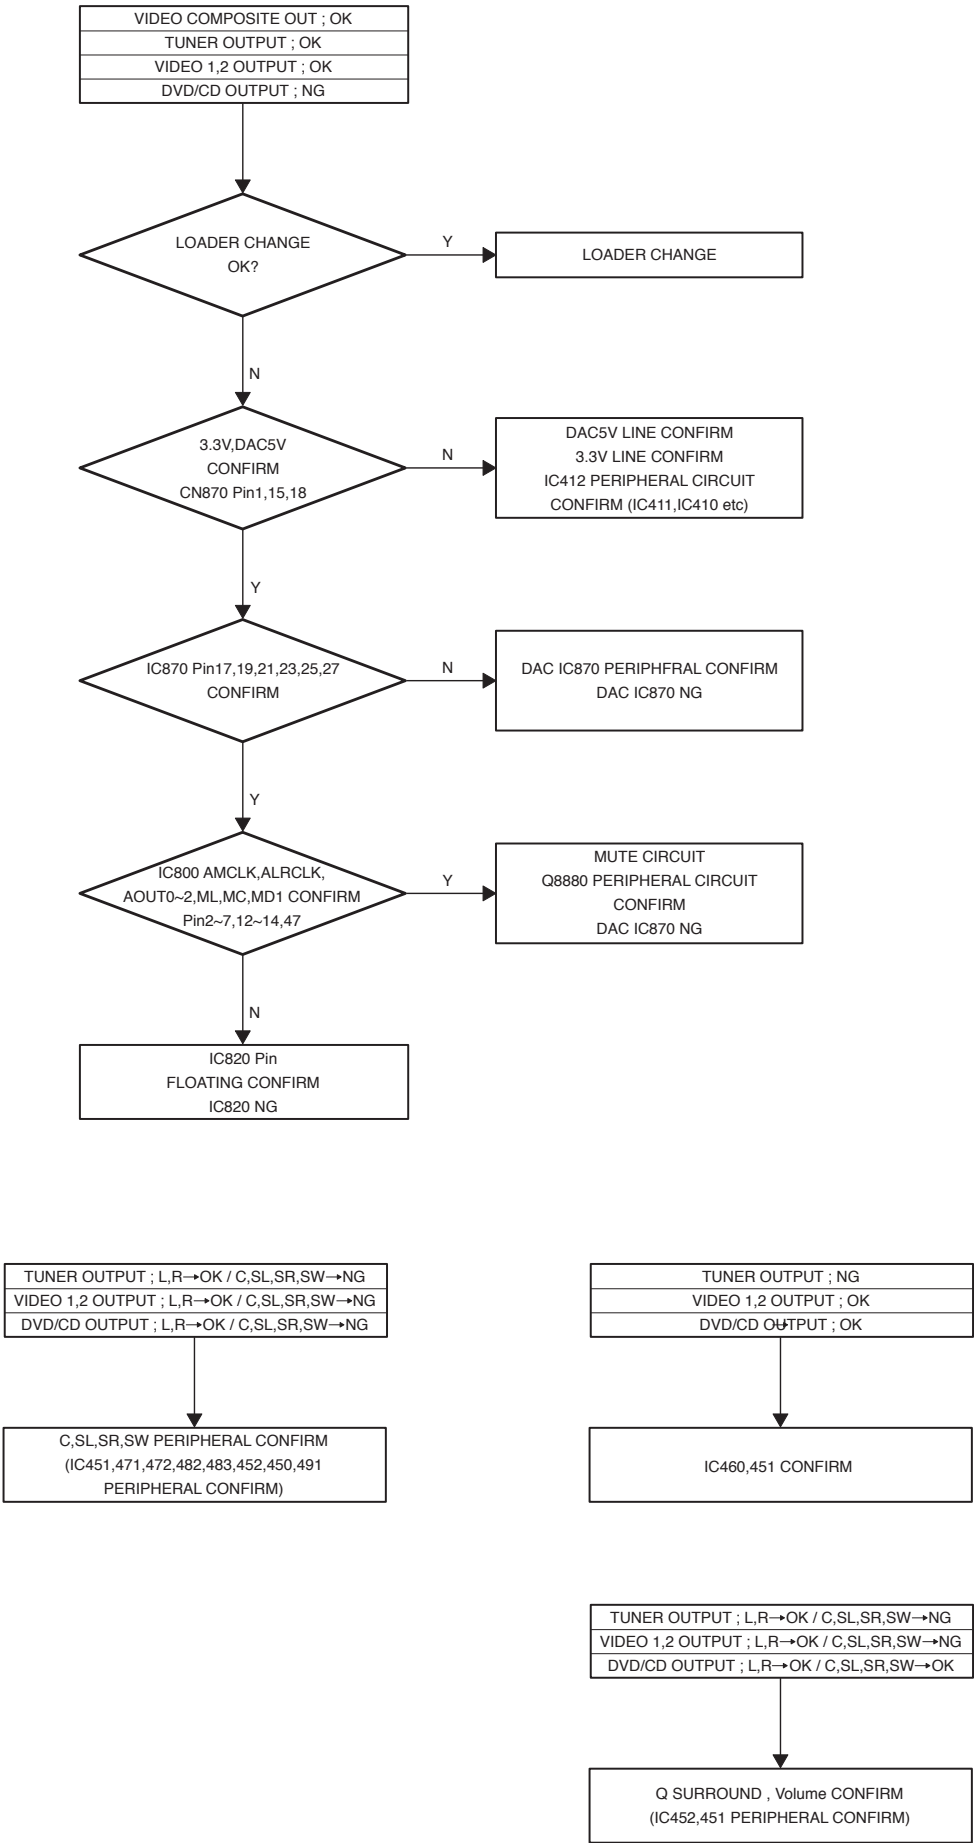 VIDEO COMPOSITE OUT ; OK
TUNER OUTPUT ; OK
VIDEO 1,2 OUTPUT ; OK
DVD/CD OUTPUT ; NG
LOADER CHANGE
OK?
Y
LOADER CHANGE
N
3.3V,DAC5V
CONFIRM
CN870 Pin1,15,18
N
DAC5V LINE CONFIRM
3.3V LINE CONFIRM
IC412 PERIPHERAL CIRCUIT
CONFIRM (IC411,IC410 etc)
Y
IC870 Pin17,19,21,23,25,27
CONFIRM
N
DAC IC870 PERIPHFRAL CONFIRM
DAC IC870 NG
Y
IC800 AMCLK,ALRCLK,
AOUT0~2,ML,MC,MD1 CONFIRM
Pin2~7,12~14,47
Y
MUTE CIRCUIT
Q8880 PERIPHERAL CIRCUIT
CONFIRM
DAC IC870 NG
N
IC820 Pin
FLOATING CONFIRM
IC820 NG
TUNER OUTPUT ; L,R→OK / C,SL,SR,SW→NG
VIDEO 1,2 OUTPUT ; L,R→OK / C,SL,SR,SW→NG
DVD/CD OUTPUT ; L,R→OK / C,SL,SR,SW→NG
C,SL,SR,SW PERIPHERAL CONFIRM
(IC451,471,472,482,483,452,450,491
PERIPHERAL CONFIRM)
TUNER OUTPUT ; NG
VIDEO 1,2 OUTPUT ; OK
DVD/CD OUTPUT ; OK
IC460,451 CONFIRM
TUNER OUTPUT ; L,R→OK / C,SL,SR,SW→NG
VIDEO 1,2 OUTPUT ; L,R→OK / C,SL,SR,SW→NG
DVD/CD OUTPUT ; L,R→OK / C,SL,SR,SW→OK
Q SURROUND , Volume CONFIRM
(IC452,451 PERIPHERAL CONFIRM)